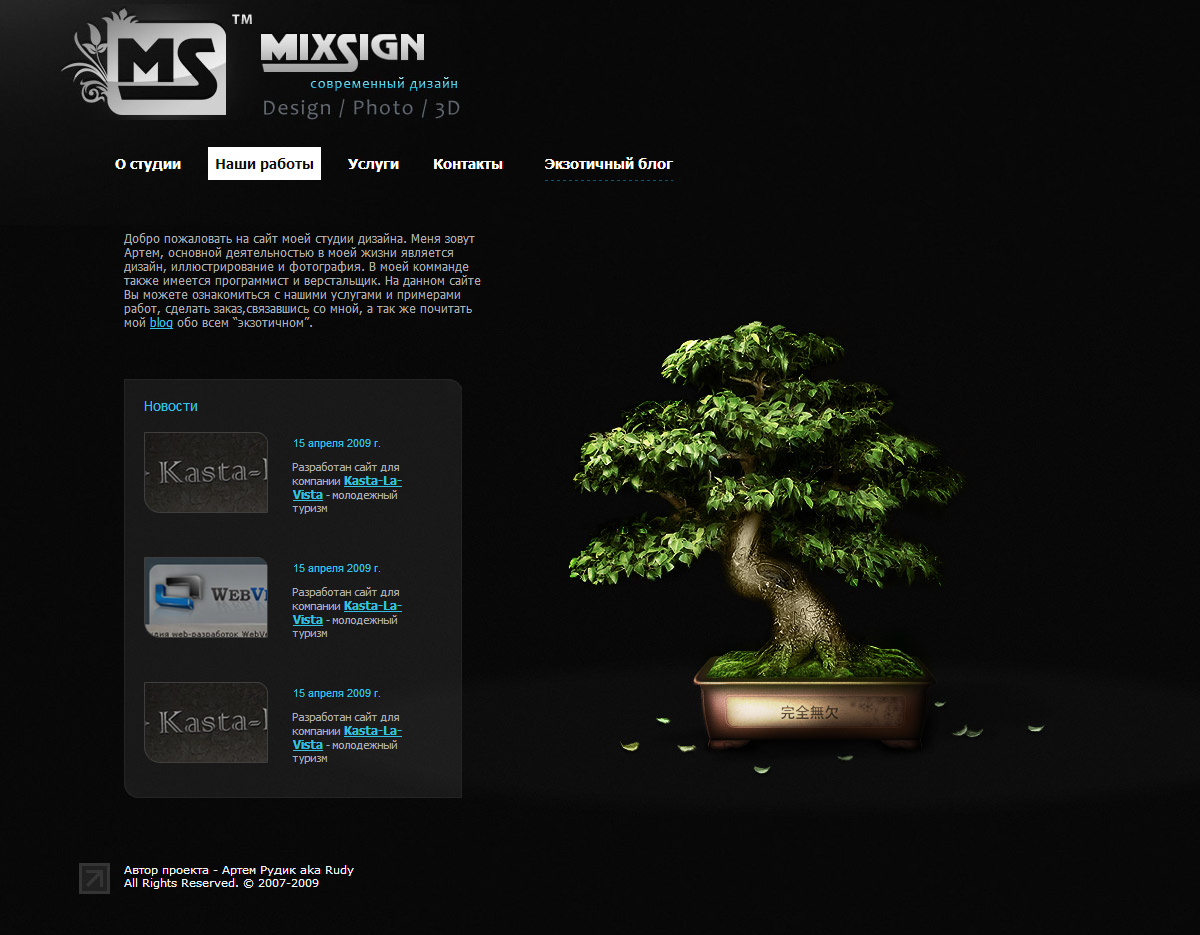 MS
TM
MIXSIGN
современный дизайн
Design / Photo / 3D
О студии
Наши работы
Услуги
Контакты
Экзотичный блог
Добро пожаловать на сайт моей студии дизайна. Меня зовут
Артем, основной деятельностью в моей жизни является
дизайн, иллюстрирование и фотография. В моей комманде
также имеется программист и верстальщик. На данном сайте
Вы можете ознакомиться с нашими услугами и примерами
работ, сделать заказ,связавшись со мной, а так же почитать
мой blog обо всем “экзотичном”.
Новости
Kasta-
15 апреля 2009 г.
Разработан сайт для
компании Kasta-La-
Vista - молодежный
туризм
WebV
дия web-разработок WebV
15 апреля 2009 г.
Разработан сайт для
компании Kasta-La-
Vista - молодежный
туризм
Kasta-
15 апреля 2009 г.
Разработан сайт для
компании Kasta-La-
Vista - молодежный
туризм
完全無欠
Автор проекта - Артем Рудик aka Rudy
All Rights Reserved. © 2007-2009